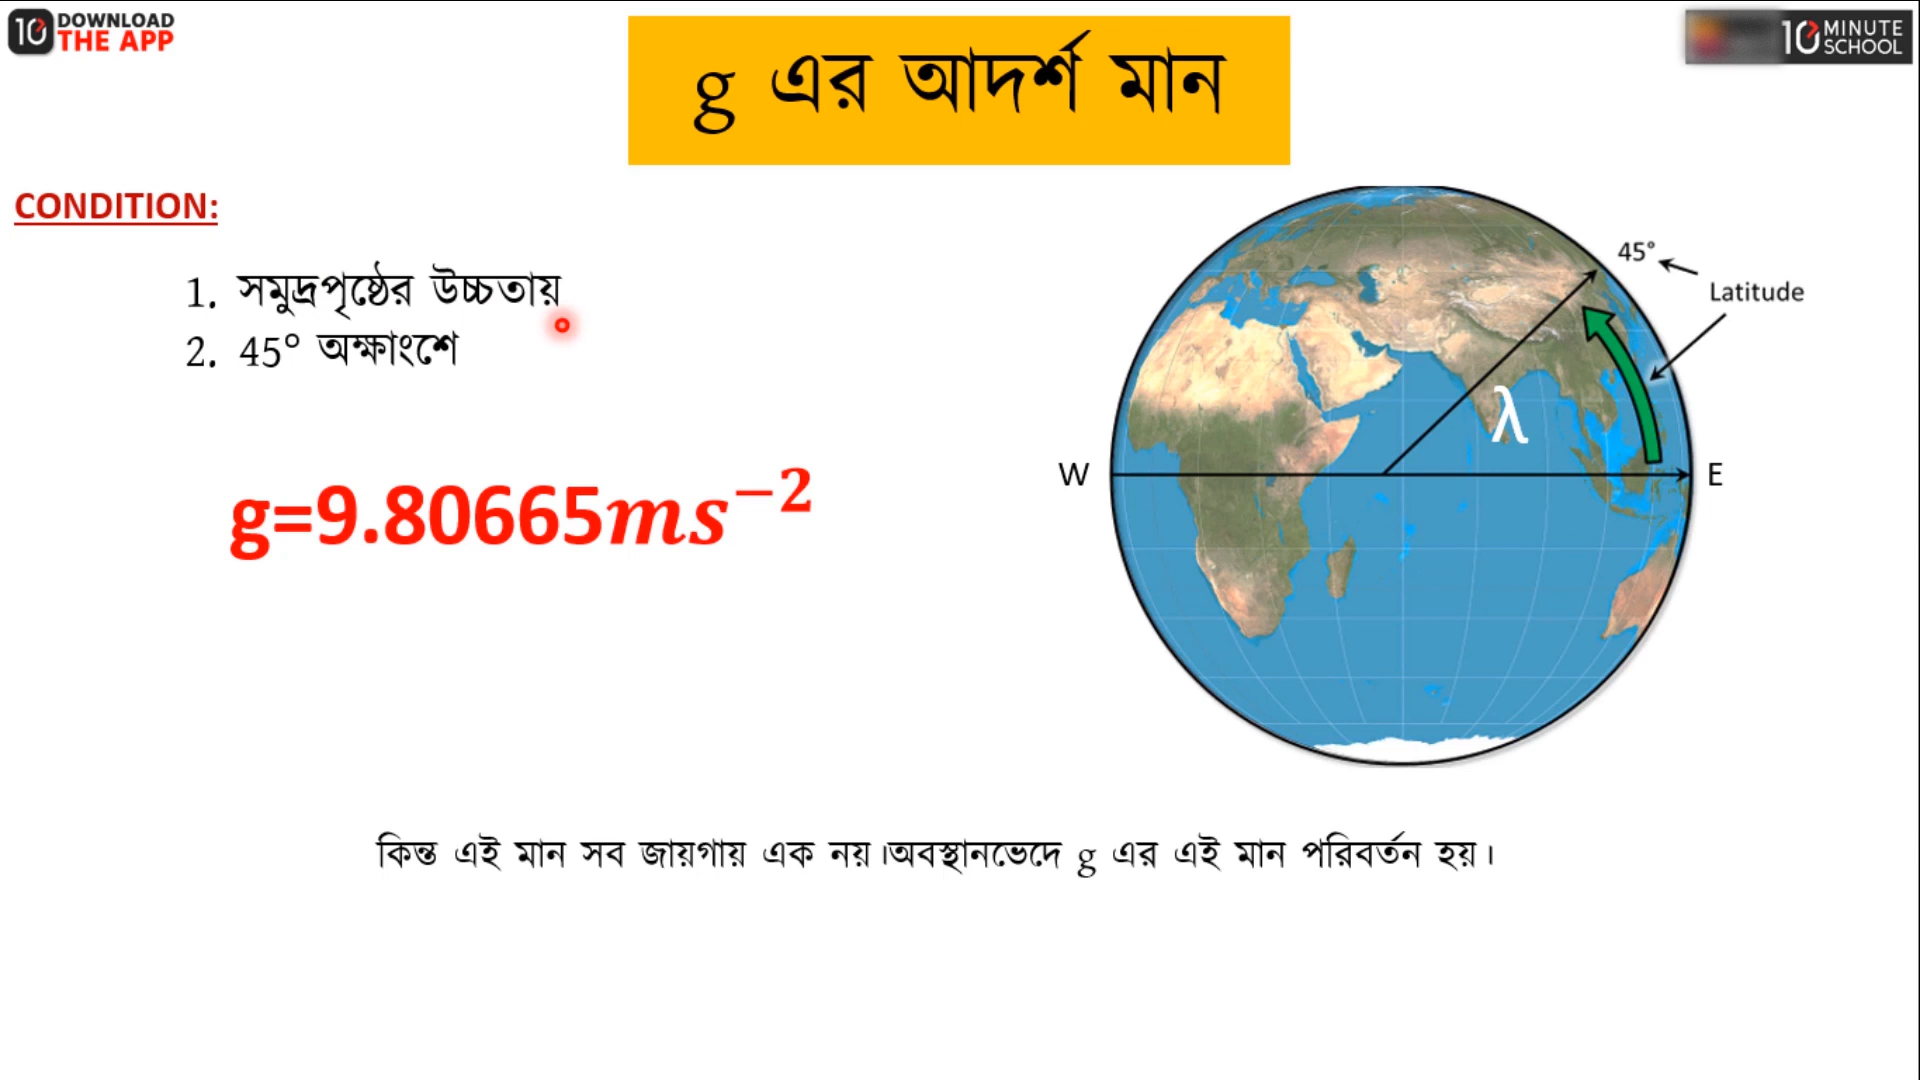 10 DOWNLOAD
THE APP
g এর আদর্শ মান
10 MINUTE
SCHOOL
CONDITION:
1. সমুদ্রপৃষ্ঠের উচ্চতায়
2. 45° অক্ষাংশে
g=9.80665ms⁻²
45°
Latitude
λ
W
E
কিন্ত এই মান সব জায়গায় এক নয়।অবস্থানভেদে g এর এই মান পরিবর্তন হয়।